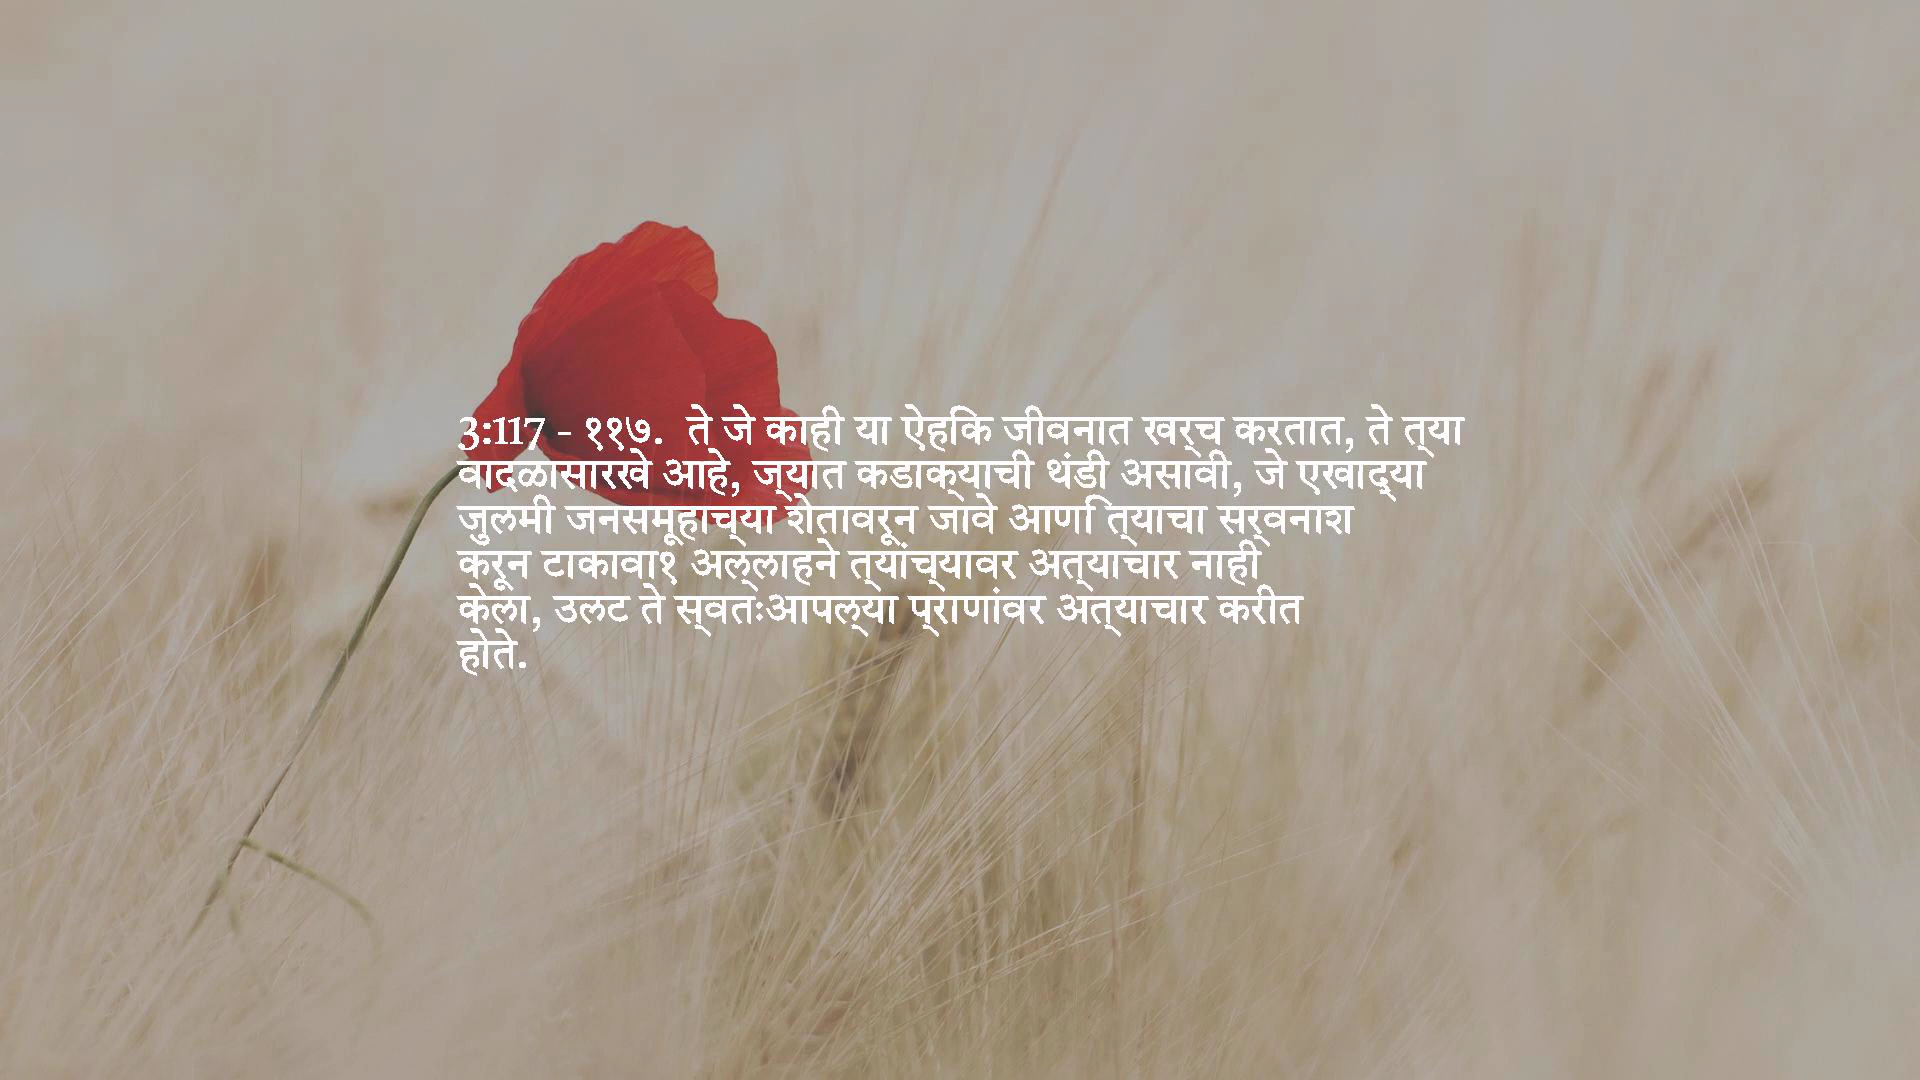 3:117 - ११७. ते जे काही या ऐहिक जीवनात खर्च करतात, ते त्या
वादळासारखे आहे, ज्यात कडाक्याची थंडी असावी, जे एखाद्या
जुलमी जनसमूहाच्या शेतावरून जावे आणि त्याचा सर्वनाश
करून टाकावा१ अल्लाहने त्यांच्यावर अत्याचार नाही
केला, उलट ते स्वतःआपल्या प्राणांवर अत्याचार करीत
होते.